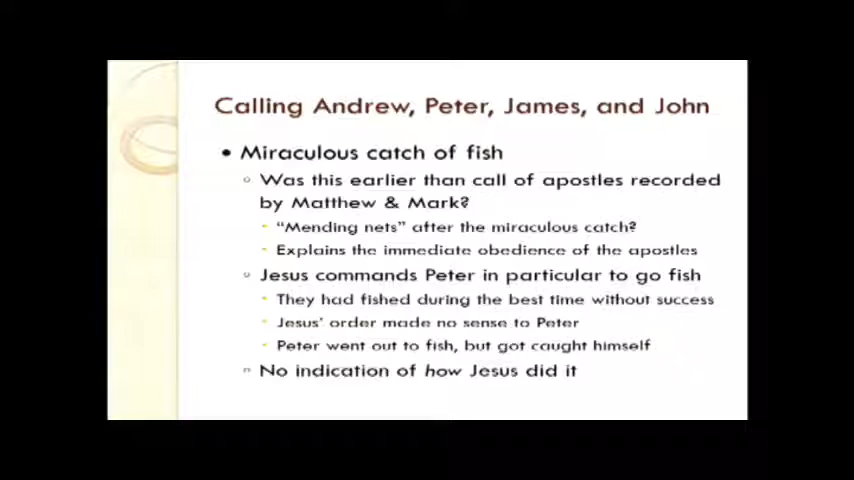 Calling Andrew, Peter, James, and John
• Miraculous catch of fish
◦ Was this earlier than call of apostles recorded
by Matthew & Mark?
- “Mending nets” after the miraculous catch?
- Explains the immediate obedience of the apostles
◦ Jesus commands Peter in particular to go fish
- They had fished during the best time without success
- Jesus’ order made no sense to Peter
- Peter went out to fish, but got caught himself
◦ No indication of how Jesus did it